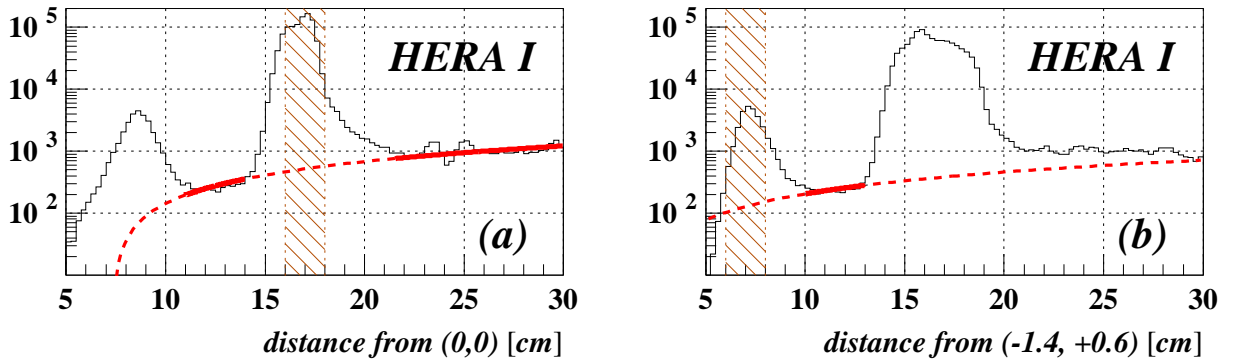 10^5
10^4
10^3
10^2
HERA I
(a)
5 10 15 20 25 30
distance from (0,0) [cm]
10^5
10^4
10^3
10^2
HERA I
(b)
5 10 15 20 25 30
distance from (-1.4, +0.6) [cm]